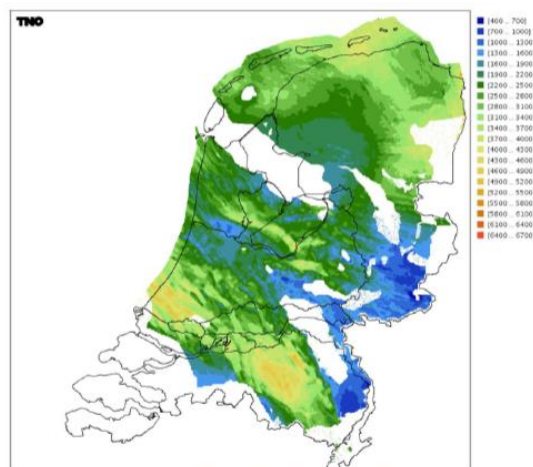 TNO
[400 .. 700]
[700 .. 1000]
[1000 .. 1300]
[1300 .. 1600]
[1600 .. 1900]
[1900 .. 2200]
[2200 .. 2500]
[2500 .. 2800]
[2800 .. 3100]
[3100 .. 3400]
[3400 .. 3700]
[3700 .. 4000]
[4000 .. 4300]
[4300 .. 4600]
[4600 .. 4900]
[4900 .. 5200]
[5200 .. 5500]
[5500 .. 5800]
[5800 .. 6100]
[6100 .. 6400]
[6400 .. 6700]